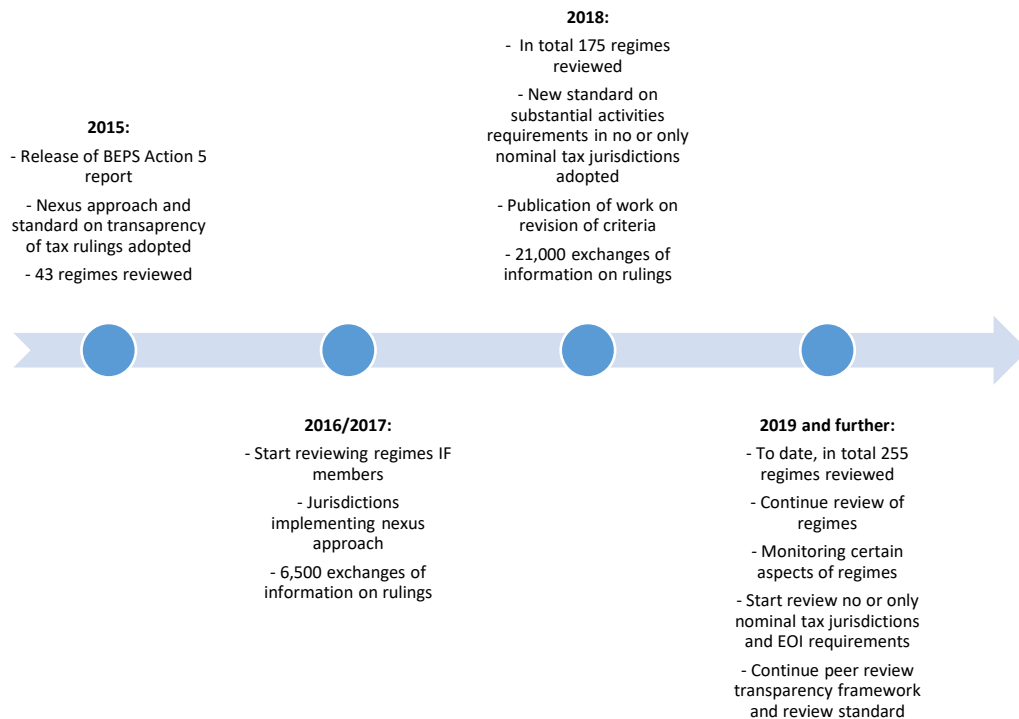 2015:
- Release of BEPS Action 5
report
- Nexus approach and
standard on transaprency
of tax rulings adopted
- 43 regimes reviewed
2016/2017:
- Start reviewing regimes IF
members
- Jurisdictions
implementing nexus
approach
- 6,500 exchanges of
information on rulings
2018:
- In total 175 regimes
reviewed
- New standard on
substantial activities
requirements in no or only
nominal tax jurisdictions
adopted
- Publication of work on
revision of criteria
- 21,000 exchanges of
information on rulings
2019 and further:
- To date, in total 255
regimes reviewed
- Continue review of
regimes
- Monitoring certain
aspects of regimes
- Start review no or only
nominal tax jurisdictions
and EOI requirements
- Continue peer review
transparency framework
and review standard